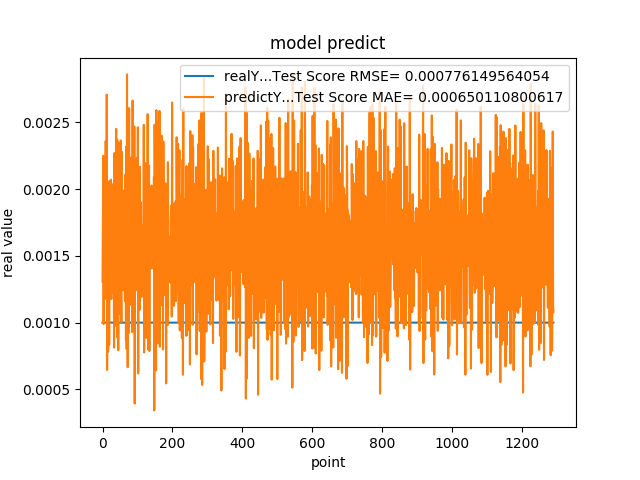 model predict
realY...Test Score RMSE= 0.000776149564054
predictY...Test Score MAE= 0.000650110800617
0.0025
0.0020
0.0015
0.0010
0.0005
real value
0 200 400 600 800 1000 1200
point